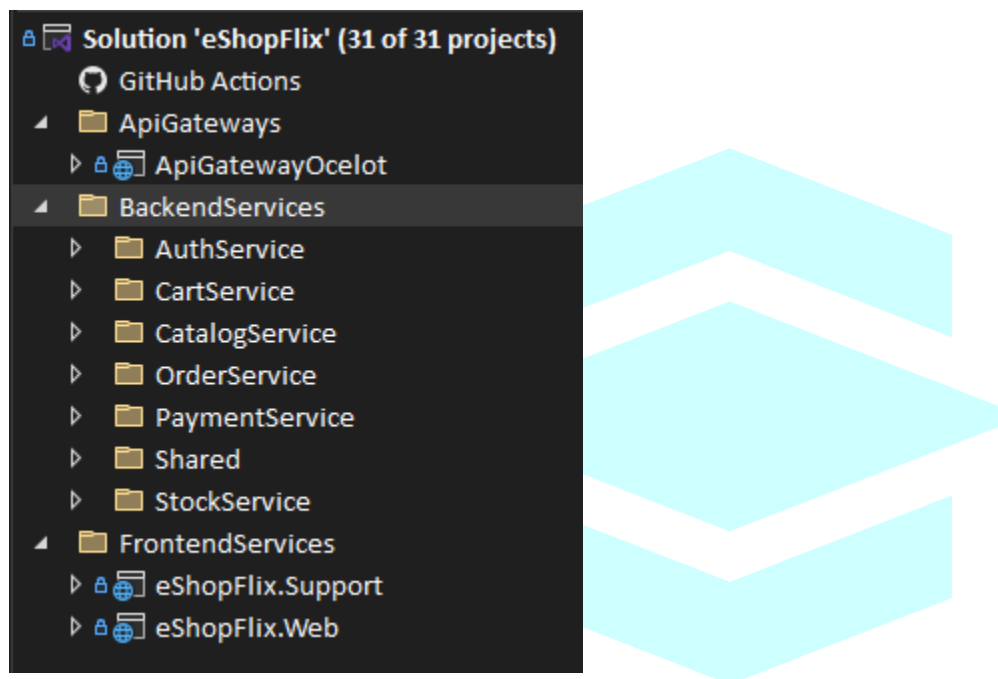 Solution 'eShopFlix' (31 of 31 projects)
GitHub Actions
ApiGateways
ApiGatewayOcelot
BackendServices
AuthService
CartService
CatalogService
OrderService
PaymentService
Shared
StockService
FrontendServices
eShopFlix.Support
eShopFlix.Web